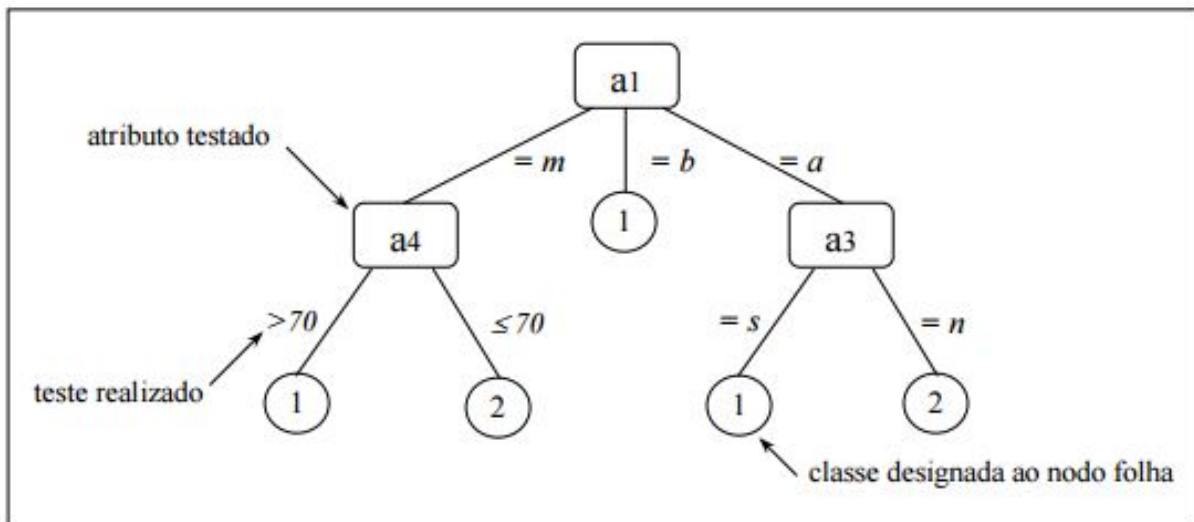 a1
atributo testado
= m
= b
= a
a4
1
a3
>70
≤ 70
= s
= n
teste realizado
1
2
1
2
classe designada ao nodo folha